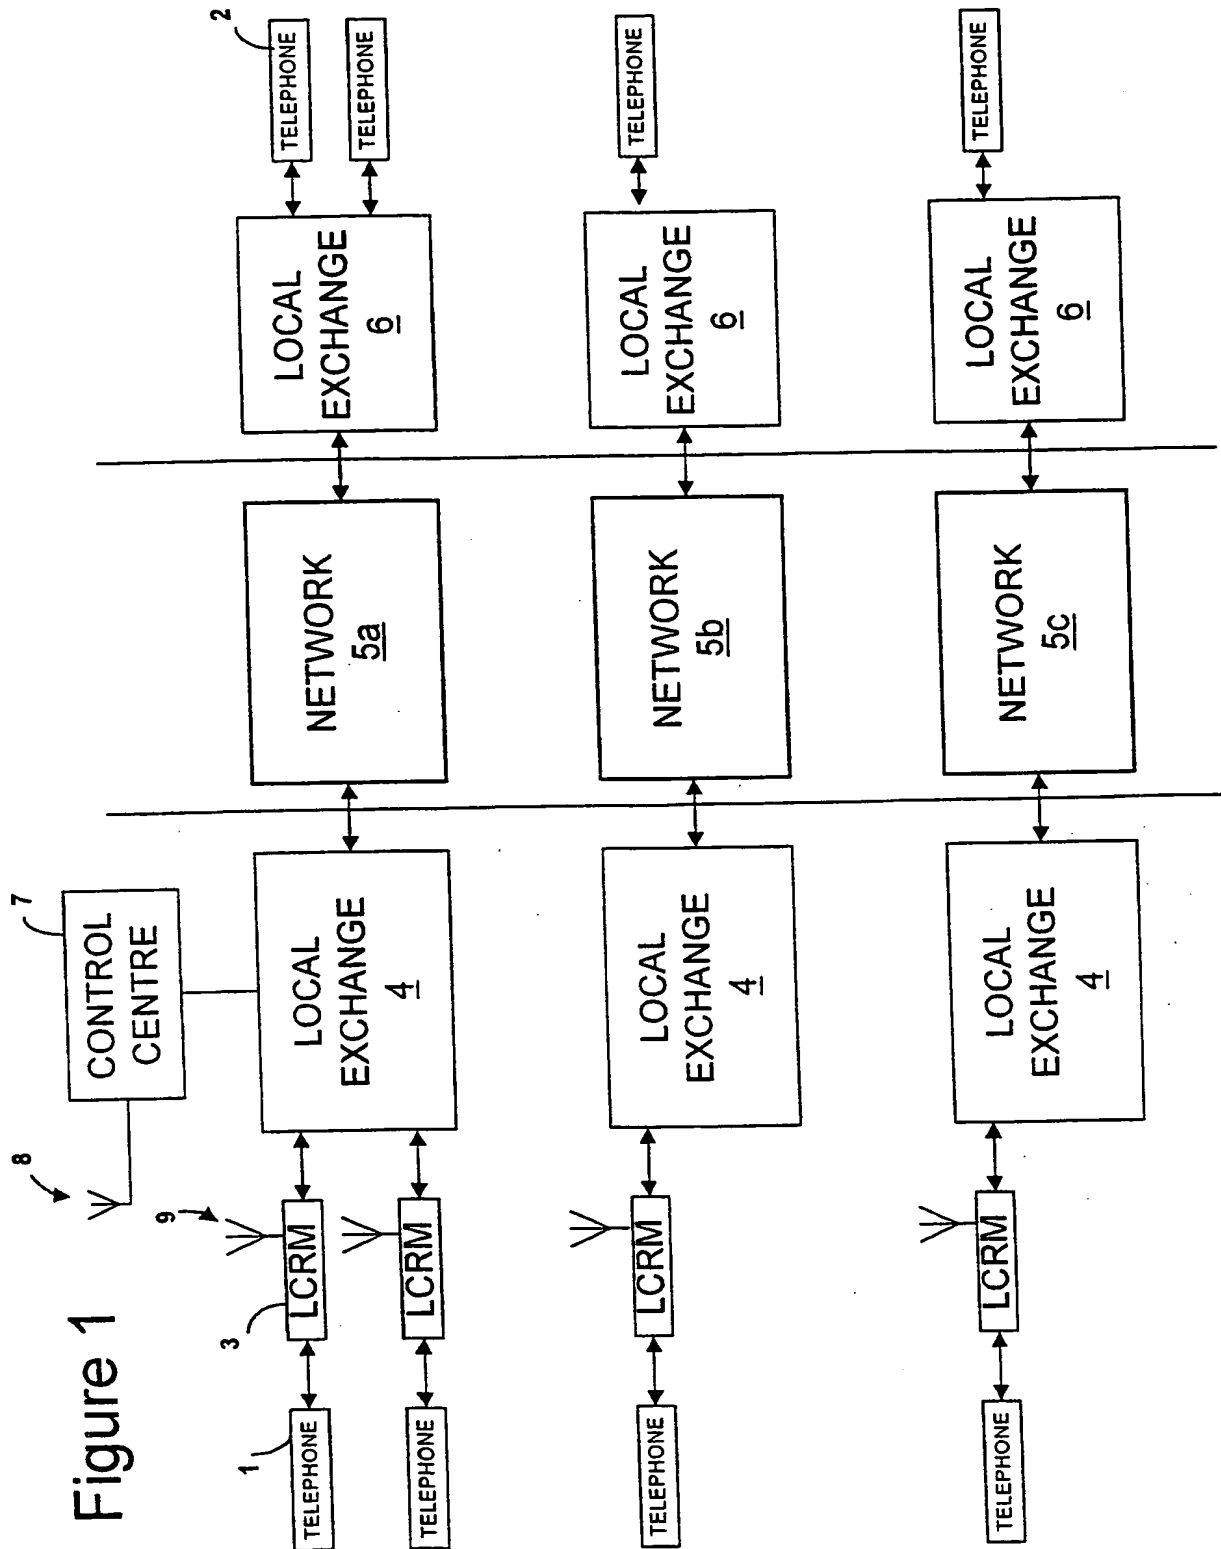 Figure 1
8
7
CONTROL
CENTRE
9
3
1
2
TELEPHONE
LCRM
LOCAL
EXCHANGE
4
NETWORK
5a
LOCAL
EXCHANGE
6
TELEPHONE
TELEPHONE
LCRM
TELEPHONE
TELEPHONE
LCRM
LOCAL
EXCHANGE
4
NETWORK
5b
LOCAL
EXCHANGE
6
TELEPHONE
TELEPHONE
LCRM
LOCAL
EXCHANGE
4
NETWORK
5c
LOCAL
EXCHANGE
6
TELEPHONE